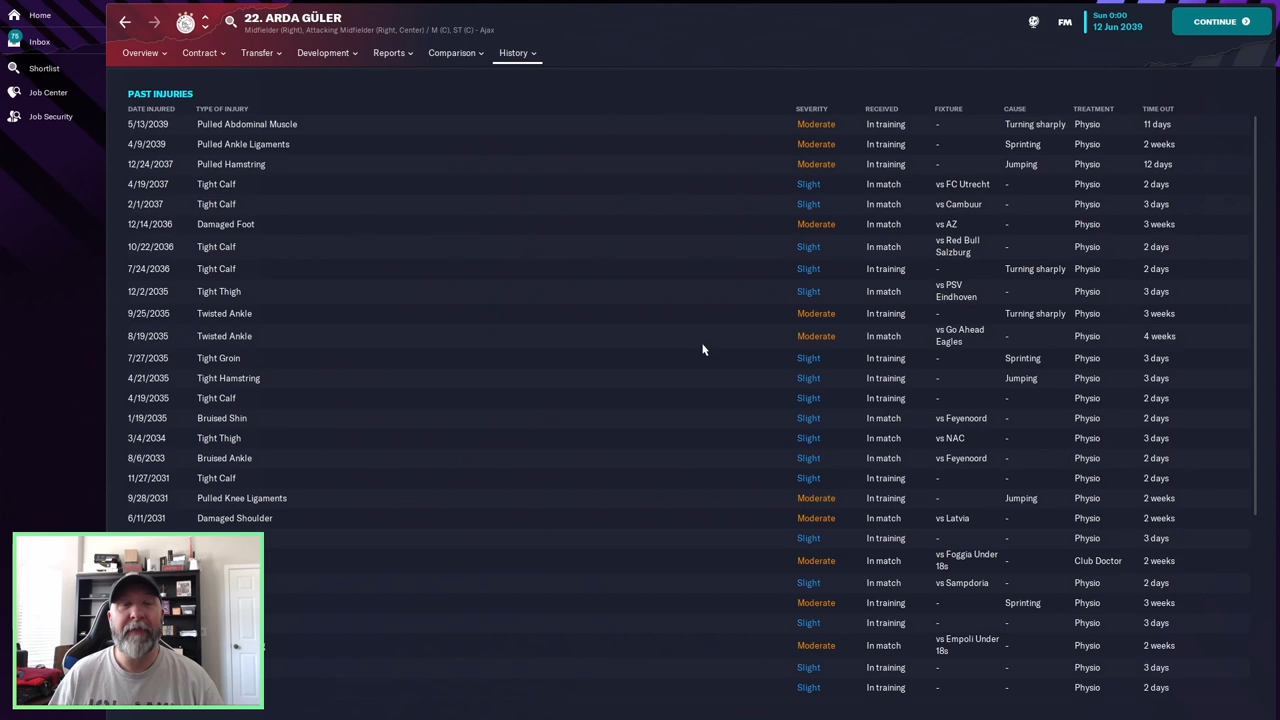 Home
22. ARDA GÜLER
Midfielder (Right), Attacking Midfielder (Right, Center) / M (C), ST (C) - Ajax
FM
Sun 0:00
12 Jun 2039
CONTINUE
75
Inbox
Shortlist
Job Center
Job Security
Overview
Contract
Transfer
Development
Reports
Comparison
History
PAST INJURIES
DATE INJURED TYPE OF INJURY SEVERITY RECEIVED FIXTURE CAUSE TREATMENT TIME OUT
5/13/2039 Pulled Abdominal Muscle Moderate In training - Turning sharply Physio 11 days
4/9/2039 Pulled Ankle Ligaments Moderate In training - Sprinting Physio 2 weeks
12/24/2037 Pulled Hamstring Moderate In training - Jumping Physio 12 days
4/19/2037 Tight Calf Slight In match vs FC Utrecht - Physio 2 days
2/1/2037 Tight Calf Slight In match vs Cambuur - Physio 3 days
12/14/2036 Damaged Foot Moderate In match vs AZ - Physio 3 weeks
10/22/2036 Tight Calf Slight In match vs Red Bull Salzburg - Physio 2 days
7/24/2036 Tight Calf Slight In training - Turning sharply Physio 2 days
12/2/2035 Tight Thigh Slight In match vs PSV Eindhoven - Physio 3 days
9/25/2035 Twisted Ankle Moderate In training - Turning sharply Physio 3 weeks
8/19/2035 Twisted Ankle Moderate In match vs Go Ahead Eagles - Physio 4 weeks
7/27/2035 Tight Groin Slight In training - Sprinting Physio 3 days
4/21/2035 Tight Hamstring Slight In training - Jumping Physio 3 days
4/19/2035 Tight Calf Slight In training - - Physio 3 days
1/19/2035 Bruised Shin Slight In match vs Feyenoord - Physio 2 days
3/4/2034 Tight Thigh Slight In match vs NAC - Physio 3 days
8/6/2033 Bruised Ankle Slight In match vs Feyenoord - Physio 2 days
11/27/2031 Tight Calf Slight In training - - Physio 2 days
9/28/2031 Pulled Knee Ligaments Moderate In training - Jumping Physio 2 weeks
6/11/2031 Damaged Shoulder Moderate In match vs Latvia - Physio 2 weeks
Slight In training - - Physio 3 days
Moderate In match vs Foggia Under 18s - Club Doctor 2 weeks
Slight In match vs Sampdoria - Physio 2 days
Moderate In training - Sprinting Physio 3 weeks
Slight In training - - Physio 3 days
Moderate In match vs Empoli Under 18s - Physio 2 weeks
Slight In training - - Physio 3 days
Slight In training - - Physio 2 days